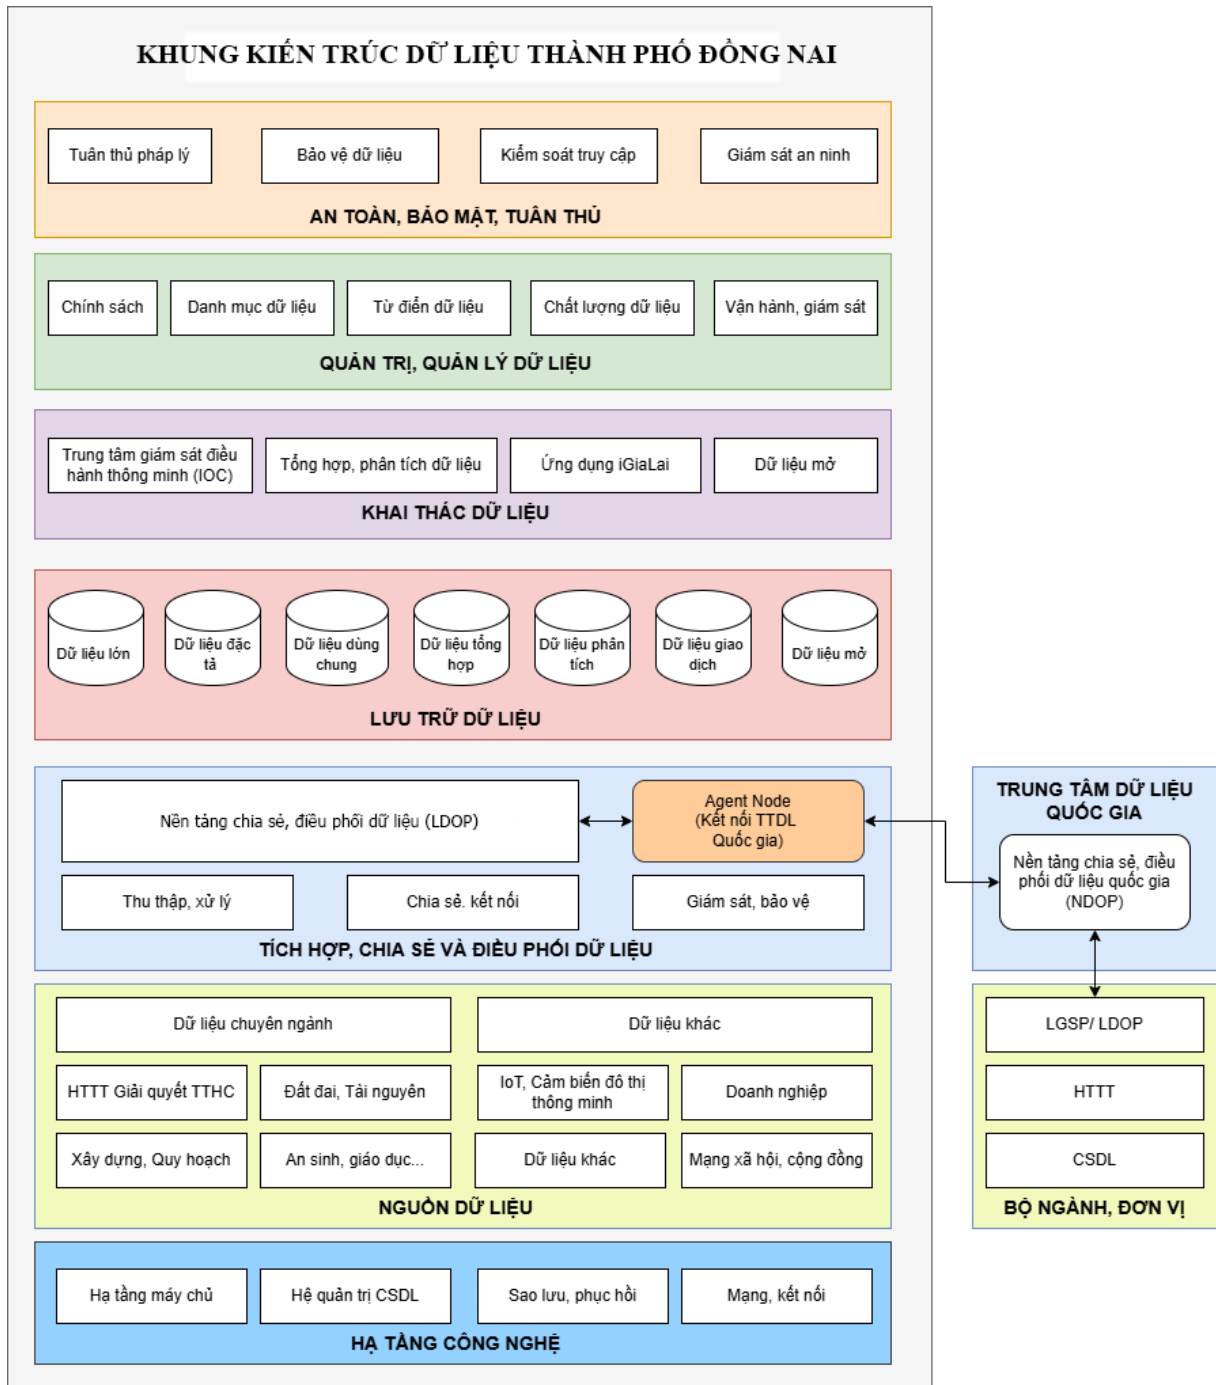 KHUNG KIẾN TRÚC DỮ LIỆU THÀNH PHỐ ĐỒNG NAI
Tuân thủ pháp lý
Bảo vệ dữ liệu
Kiểm soát truy cập
Giám sát an ninh
AN TOÀN, BẢO MẬT, TUÂN THỦ
Chính sách
Danh mục dữ liệu
Từ điển dữ liệu
Chất lượng dữ liệu
Vận hành, giám sát
QUẢN TRỊ, QUẢN LÝ DỮ LIỆU
Trung tâm giám sát điều
hành thông minh (IOC)
Tổng hợp, phân tích dữ liệu
Ứng dụng iGiaLai
Dữ liệu mở
KHAI THÁC DỮ LIỆU
Dữ liệu lớn
Dữ liệu đặc
tả
Dữ liệu dùng
chung
Dữ liệu tổng
hợp
Dữ liệu phân
tích
Dữ liệu giao
dịch
Dữ liệu mở
LƯU TRỮ DỮ LIỆU
Nền tảng chia sẻ, điều phối dữ liệu (LDOP)
Agent Node
(Kết nối TTDL
Quốc gia)
Thu thập, xử lý
Chia sẻ. kết nối
Giám sát, bảo vệ
TÍCH HỢP, CHIA SẺ VÀ ĐIỀU PHỐI DỮ LIỆU
TRUNG TÂM DỮ LIỆU
QUỐC GIA
Nền tảng chia sẻ, điều
phối dữ liệu quốc gia
(NDOP)
Dữ liệu chuyên ngành
Dữ liệu khác
HTTT Giải quyết TTHC
Đất đai, Tài nguyên
IoT, Cảm biến đô thị
thông minh
Doanh nghiệp
Xây dựng, Quy hoạch
An sinh, giáo dục...
Dữ liệu khác
Mạng xã hội, cộng đồng
NGUỒN DỮ LIỆU
LGSP/ LDOP
HTTT
CSDL
BỘ NGÀNH, ĐƠN VỊ
Hạ tầng máy chủ
Hệ quản trị CSDL
Sao lưu, phục hồi
Mạng, kết nối
HẠ TẦNG CÔNG NGHỆ